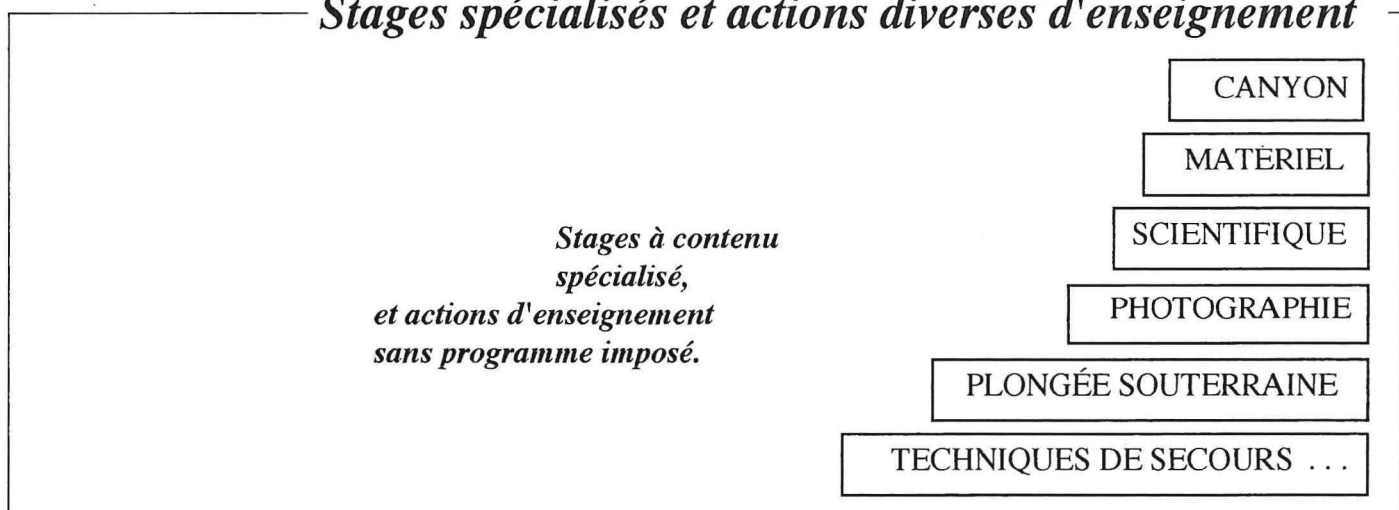 Stages spécialisés et actions diverses d'enseignement
CANYON
MATÉRIEL
SCIENTIFIQUE
Stages à contenu
spécialisé,
et actions d'enseignement
sans programme imposé.
PHOTOGRAPHIE
PLONGÉE SOUTERRAINE
TECHNIQUES DE SECOURS ...